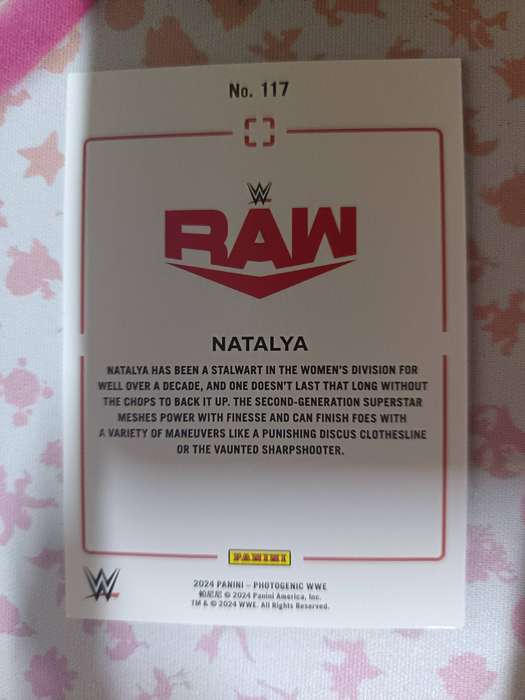 No. 117
W
RAW
NATALYA
NATALYA HAS BEEN A STALWART IN THE WOMEN'S DIVISION FOR
WELL OVER A DECADE, AND ONE DOESN'T LAST THAT LONG WITHOUT
THE CHOPS TO BACK IT UP. THE SECOND-GENERATION SUPERSTAR
MESHES POWER WITH FINESSE AND CAN FINISH FOES WITH
A VARIETY OF MANEUVERS LIKE A PUNISHING DISCUS CLOTHESLINE
OR THE VAUNTED SHARPSHOOTER.
PANINI
W
2024 PANINI – PHOTOGENIC WWE
帕尼尼 © 2024 Panini America, Inc.
TM & © 2024 WWE. All Rights Reserved.